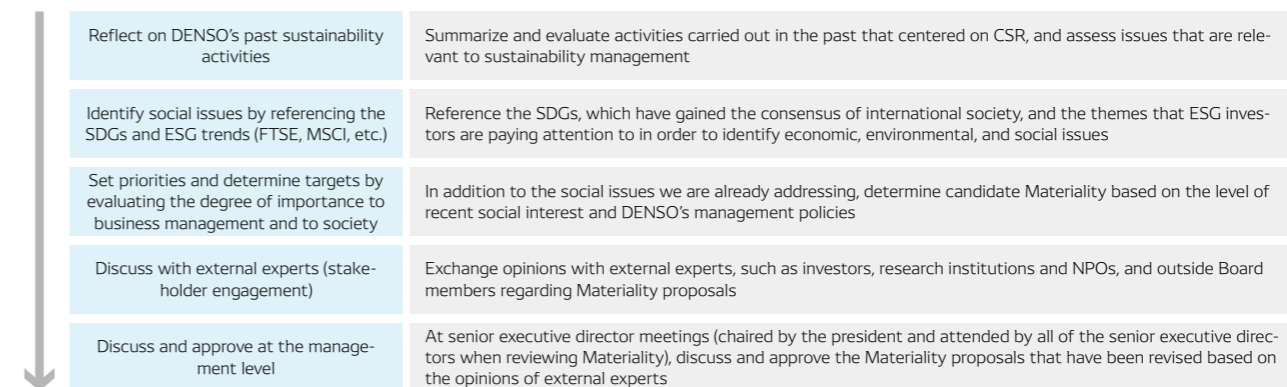 Reflect on DENSO's past sustainability
activities
Summarize and evaluate activities carried out in the past that centered on CSR, and assess issues that are rele-
vant to sustainability management
Identify social issues by referencing the
SDGs and ESG trends (FTSE, MSCI, etc.)
Reference the SDGs, which have gained the consensus of international society, and the themes that ESG inves-
tors are paying attention to in order to identify economic, environmental, and social issues
Set priorities and determine targets by
evaluating the degree of importance to
business management and to society
In addition to the social issues we are already addressing, determine candidate Materiality based on the level of
recent social interest and DENSO's management policies
Discuss with external experts (stake-
holder engagement)
Exchange opinions with external experts, such as investors, research institutions and NPOs, and outside Board
members regarding Materiality proposals
Discuss and approve at the manage-
ment level
At senior executive director meetings (chaired by the president and attended by all of the senior executive direc-
tors when reviewing Materiality), discuss and approve the Materiality proposals that have been revised based on
the opinions of external experts